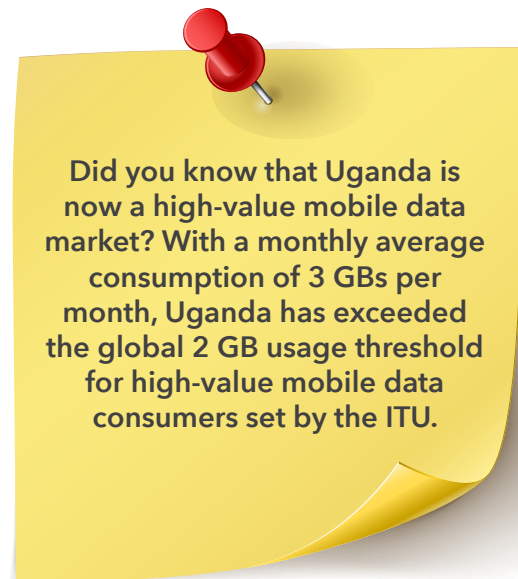 Did you know that Uganda is
now a high-value mobile data
market? With a monthly average
consumption of 3 GBs per
month, Uganda has exceeded
the global 2 GB usage threshold
for high-value mobile data
consumers set by the ITU.